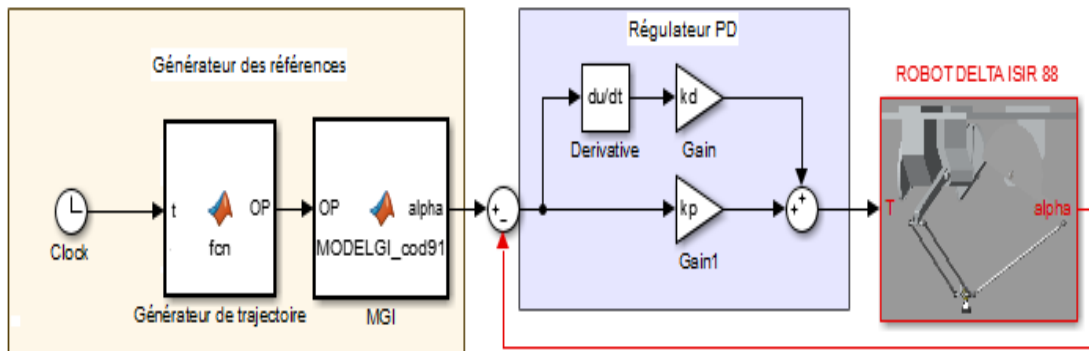 Générateur des références
Clock
t
OP
fcn
Générateur de trajectoire
OP
alpha
MODELGI_cod91
MGI
+
-
Régulateur PD
du/dt
Derivative
kd
Gain
kp
Gain1
+
+
ROBOT DELTA ISIR 88
T
alpha